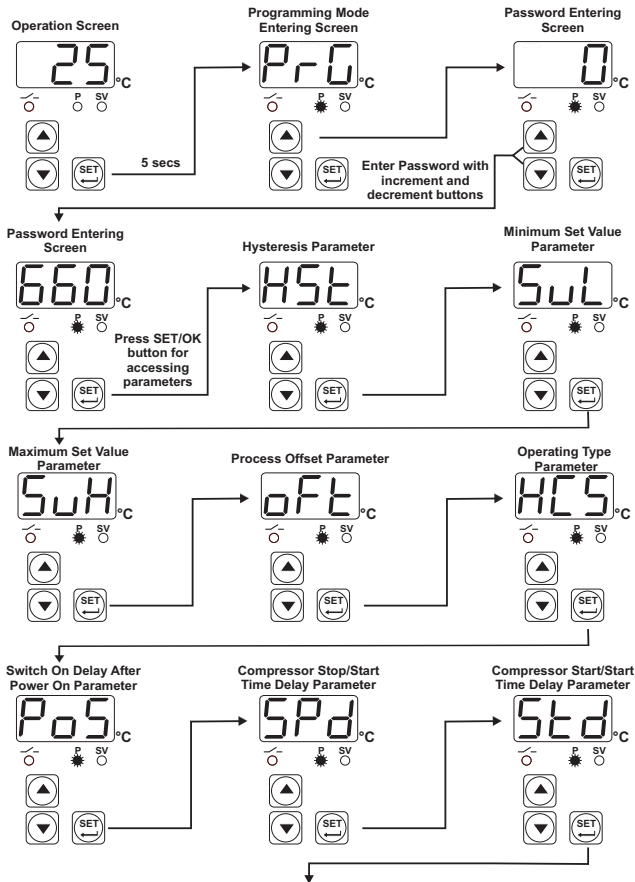 Operation Screen
25 °C
P SV
SET
5 secs
Programming Mode
Entering Screen
PrG °C
P SV
SET
Password Entering
Screen
0 °C
P SV
SET
Enter Password with
increment and
decrement buttons
Password Entering
Screen
660 °C
P SV
SET
Press SET/OK
button for
accessing
parameters
Hysteresis Parameter
HSt °C
P SV
SET
Minimum Set Value
Parameter
SuL °C
P SV
SET
Maximum Set Value
Parameter
SuH °C
P SV
SET
Process Offset Parameter
oFt °C
P SV
SET
Operating Type
Parameter
HCS °C
P SV
SET
Switch On Delay After
Power On Parameter
PoS °C
P SV
SET
Compressor Stop/Start
Time Delay Parameter
SPd °C
P SV
SET
Compressor Start/Start
Time Delay Parameter
Std °C
P SV
SET